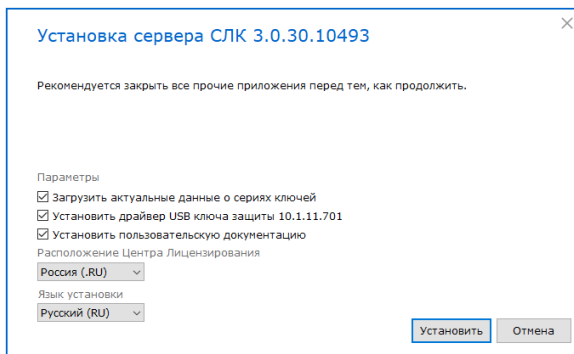 Установка сервера СЛК 3.0.30.10493
Рекомендуется закрыть все прочие приложения перед тем, как продолжить.
Параметры
Загрузить актуальные данные о сериях ключей
Установить драйвер USB ключа защиты 10.1.11.701
Установить пользовательскую документацию
Расположение Центра Лицензирования
Россия (.RU)
Язык установки
Русский (RU)
Установить Отмена